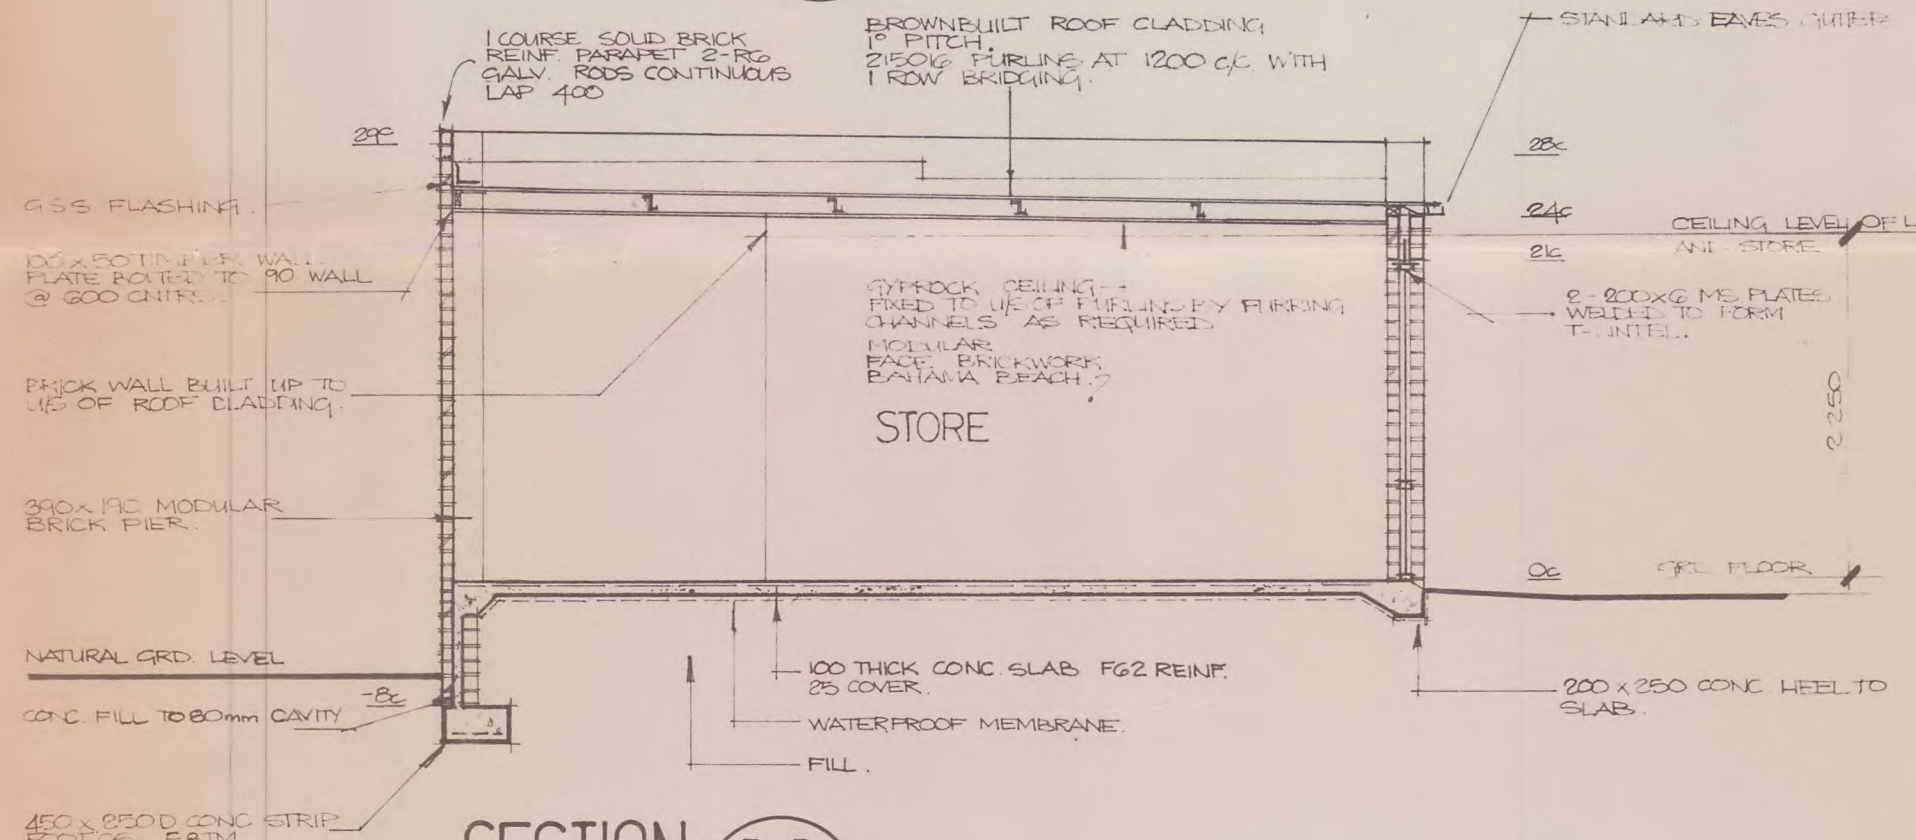 1 COURSE SOLID BRICK
REINF. PARAPET 2-R6
GALV. RODS CONTINUOUS
LAP 400
BROWNBUILT ROOF CLADDING
1° PITCH.
215016 PURLINS AT 1200 c/c. WITH
1 ROW BRIDGING.
STANDARD EAVES GUTTER
29c
28c
G.S.S FLASHING.
24c
CEILING LEVEL OF L
AND STORE
21c
100 x 50 TIMBER WALL
PLATE BOLTED TO 90 WALL
@ 600 CNTRS.
GYPROCK CEILING
FIXED TO U/S OF PURLINS BY FURRING
CHANNELS AS REQUIRED
MODULAR
FACE BRICKWORK
BAHAMA BEACH.?
2-200x6 MS PLATES
WELDED TO FORM
T-LINTEL.
BRICK WALL BUILT UP TO
U/S OF ROOF CLADDING.
STORE
2 250
390 x 190 MODULAR
BRICK PIER.
0c
GRD. FLOOR
NATURAL GRD. LEVEL
-8c
CONC. FILL TO 80mm CAVITY
100 THICK CONC. SLAB F62 REINF.
25 COVER.
WATERPROOF MEMBRANE.
FILL.
200 x 250 CONC. HEEL TO
SLAB.
450 x 250 D CONC STRIP
SECTION